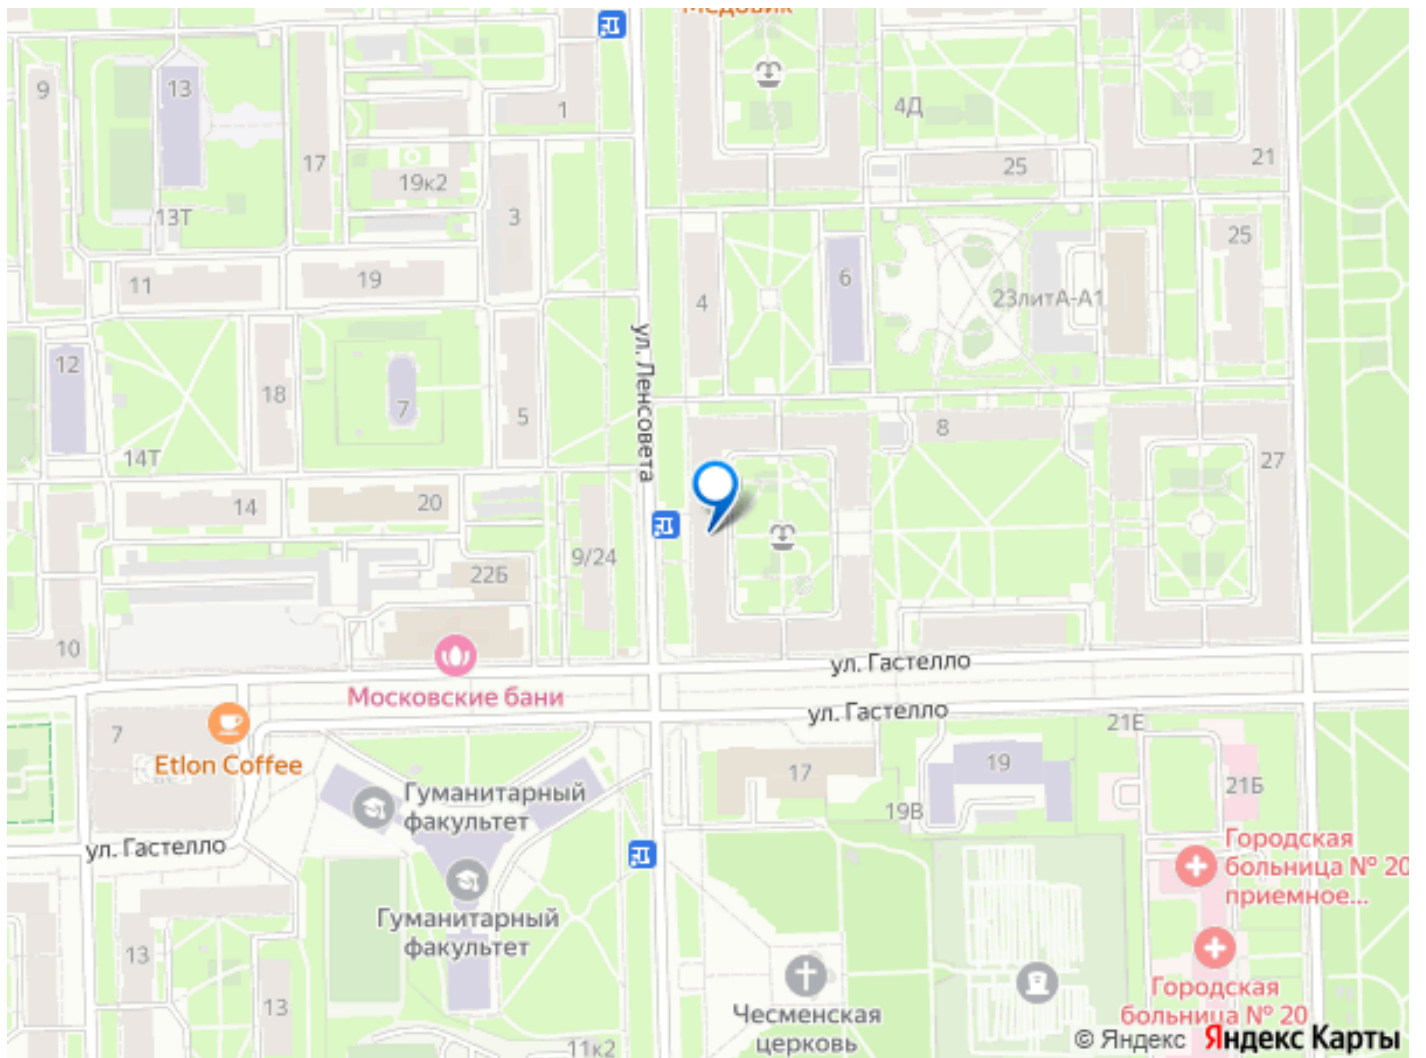 Медовик
9
13
1
4Д
17
19к2
25
21
13Т
3
25
11
19
4
6
23литА-А1
ул. Ленсовета
12
18
7
5
8
14Т
27
14
20
9/24
22Б
10
ул. Гастелло
Московские бани
ул. Гастелло
7
21Е
Etlon Coffee
17
19
21Б
Гуманитарный
факультет
19В
ул. Гастелло
Городская
больница № 20
приемное...
Гуманитарный
факультет
13
13
Городская
больница № 20
Чесменская
церковь
11к2
© Яндекс Яндекс Карты